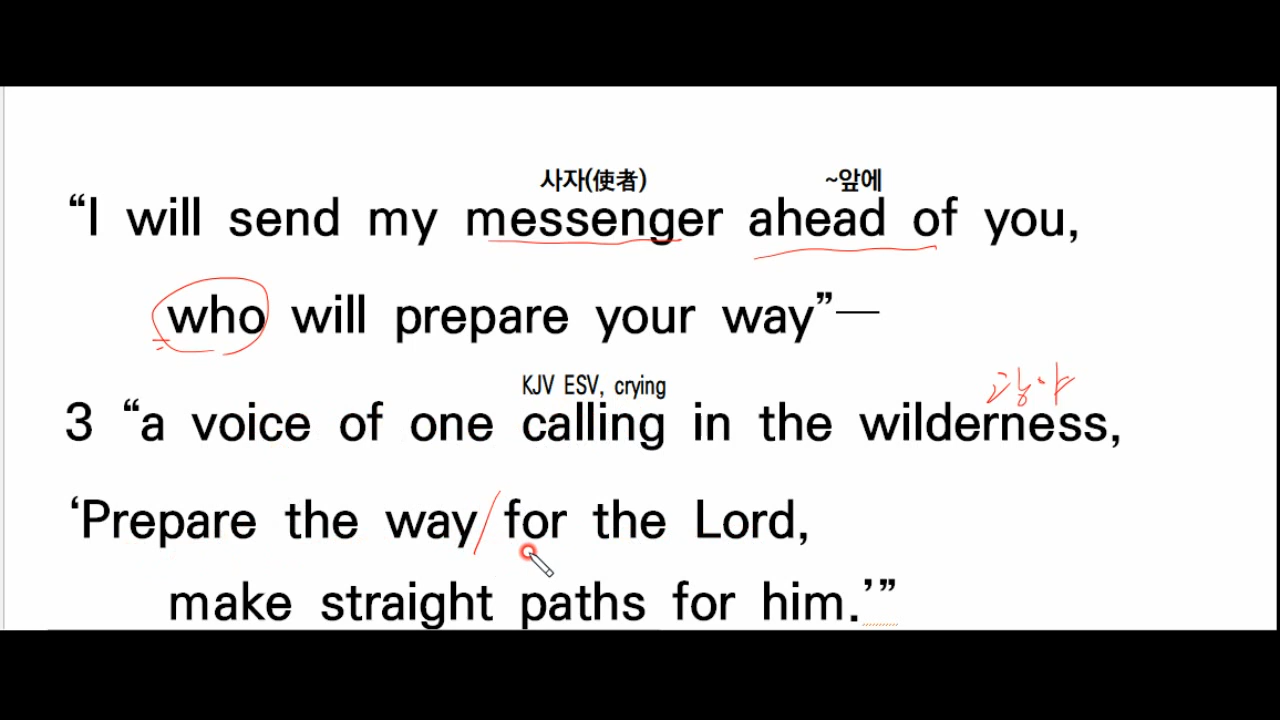 사자(使者) ~앞에
“I will send my messenger ahead of you,
who will prepare your way”—
KJV ESV, crying 광야
3 “a voice of one calling in the wilderness,
‘Prepare the way/for the Lord,
make straight paths for him.’”